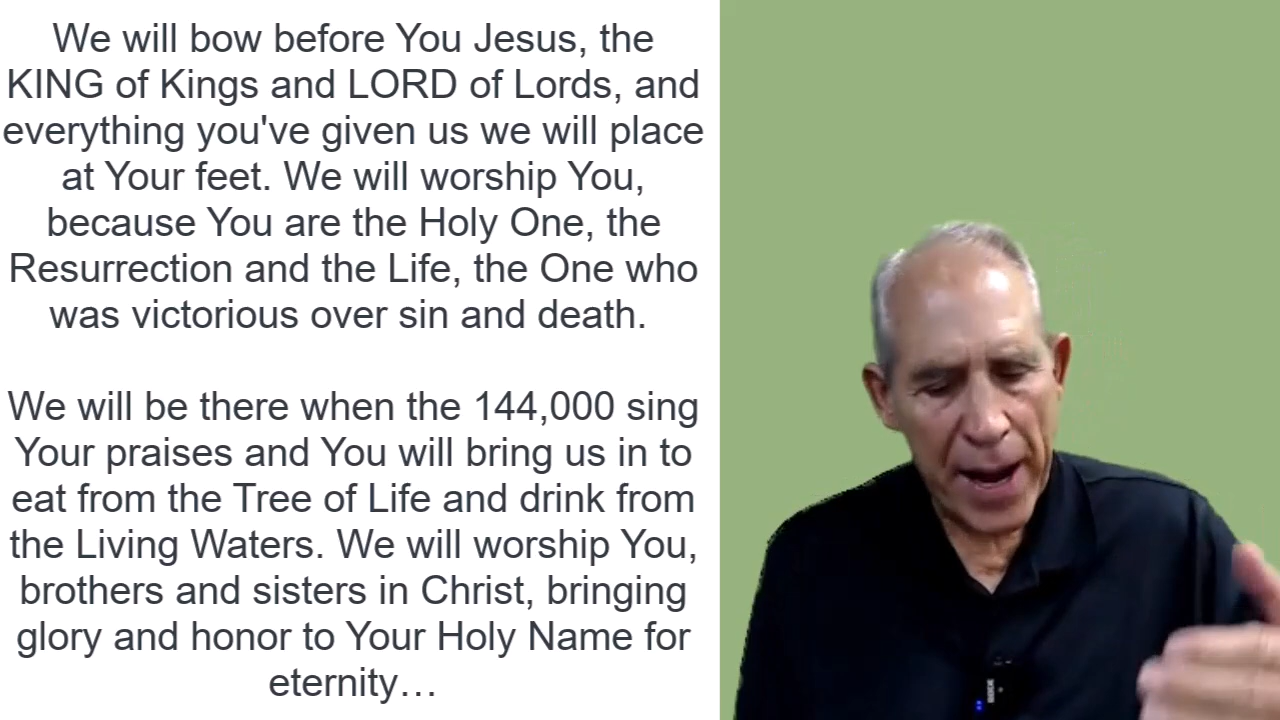 We will bow before You Jesus, the
KING of Kings and LORD of Lords, and
everything you've given us we will place
at Your feet. We will worship You,
because You are the Holy One, the
Resurrection and the Life, the One who
was victorious over sin and death.
We will be there when the 144,000 sing
Your praises and You will bring us in to
eat from the Tree of Life and drink from
the Living Waters. We will worship You,
brothers and sisters in Christ, bringing
glory and honor to Your Holy Name for
eternity…